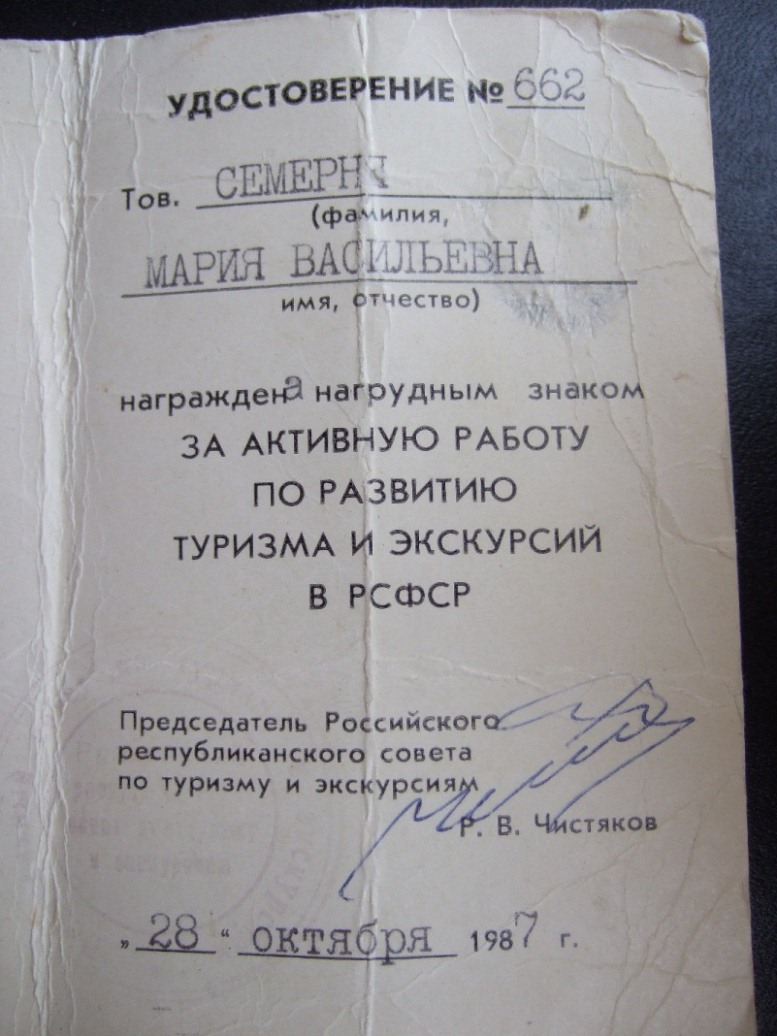 УДОСТОВЕРЕНИЕ № 662
Тов. СЕМЕРНЯ
(фамилия,
МАРИЯ ВАСИЛЬЕВНА
имя, отчество)
награждена нагрудным знаком
ЗА АКТИВНУЮ РАБОТУ
ПО РАЗВИТИЮ
ТУРИЗМА И ЭКСКУРСИЙ
В РСФСР
Председатель Российского
республиканского совета
по туризму и экскурсиям
Р. В. Чистяков
„ 28 “ октября 1987 г.